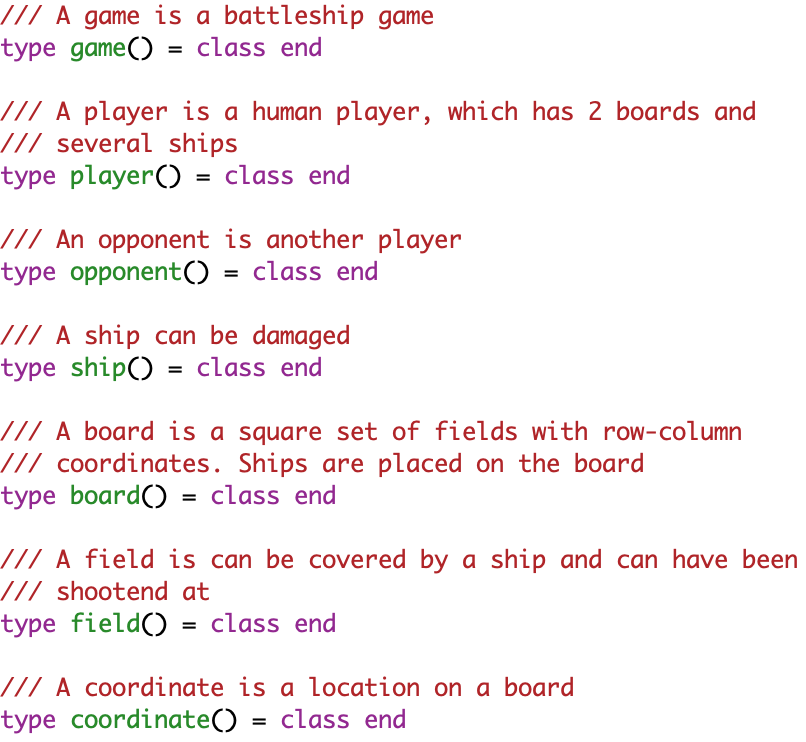 /// A game is a battleship game
type game() = class end
/// A player is a human player, which has 2 boards and
/// several ships
type player() = class end
/// An opponent is another player
type opponent() = class end
/// A ship can be damaged
type ship() = class end
/// A board is a square set of fields with row-column
/// coordinates. Ships are placed on the board
type board() = class end
/// A field is can be covered by a ship and can have been
/// shootend at
type field() = class end
/// A coordinate is a location on a board
type coordinate() = class end